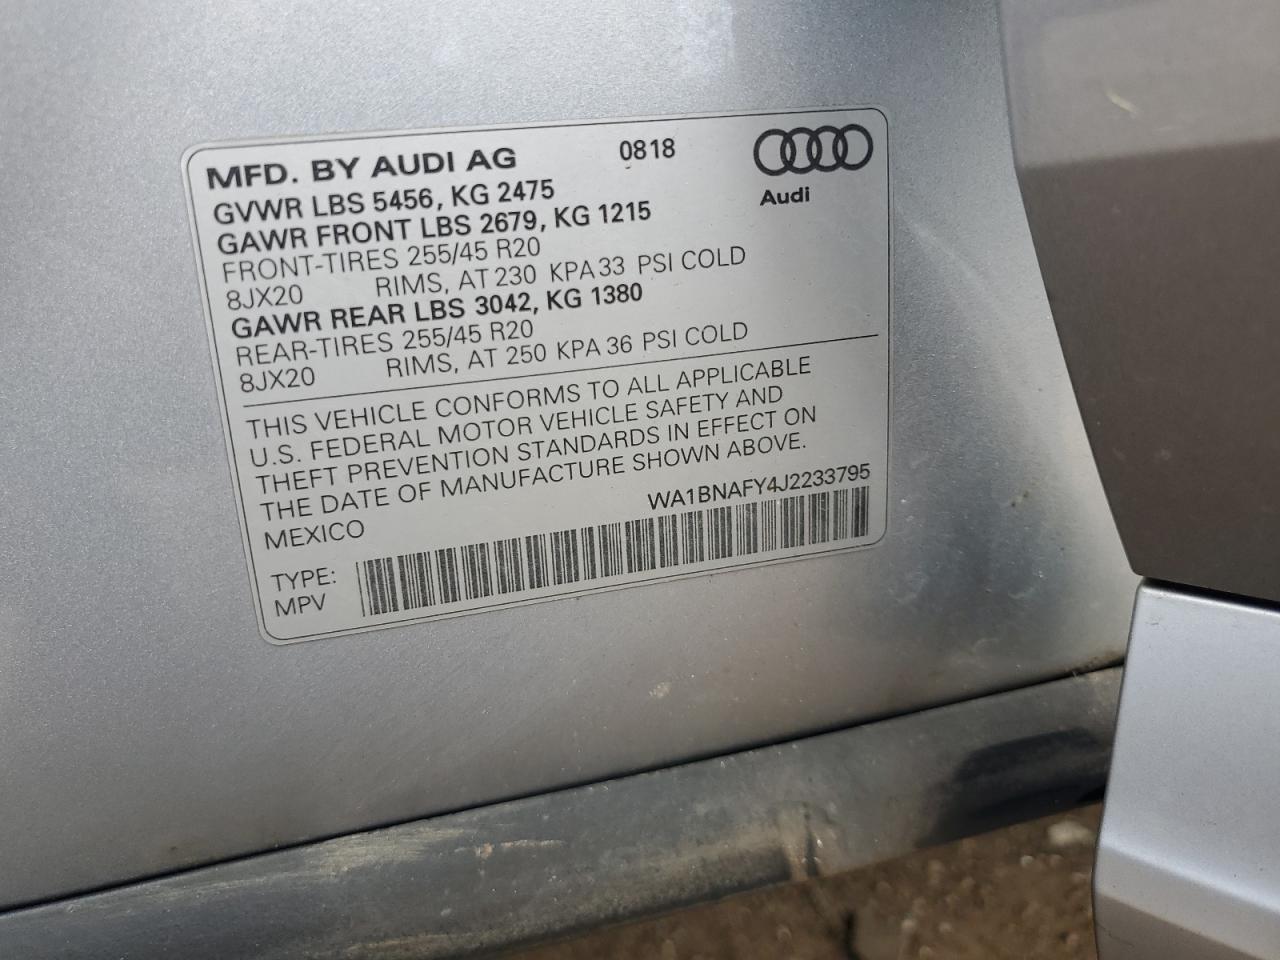 MFD. BY AUDI AG 0818
Audi
GVWR LBS 5456, KG 2475
GAWR FRONT LBS 2679, KG 1215
FRONT-TIRES 255/45 R20
8JX20 RIMS, AT 230 KPA 33 PSI COLD
GAWR REAR LBS 3042, KG 1380
REAR-TIRES 255/45 R20
8JX20 RIMS, AT 250 KPA 36 PSI COLD
THIS VEHICLE CONFORMS TO ALL APPLICABLE
U.S. FEDERAL MOTOR VEHICLE SAFETY AND
THEFT PREVENTION STANDARDS IN EFFECT ON
THE DATE OF MANUFACTURE SHOWN ABOVE.
MEXICO WA1BNAFY4J2233795
TYPE:
MPV